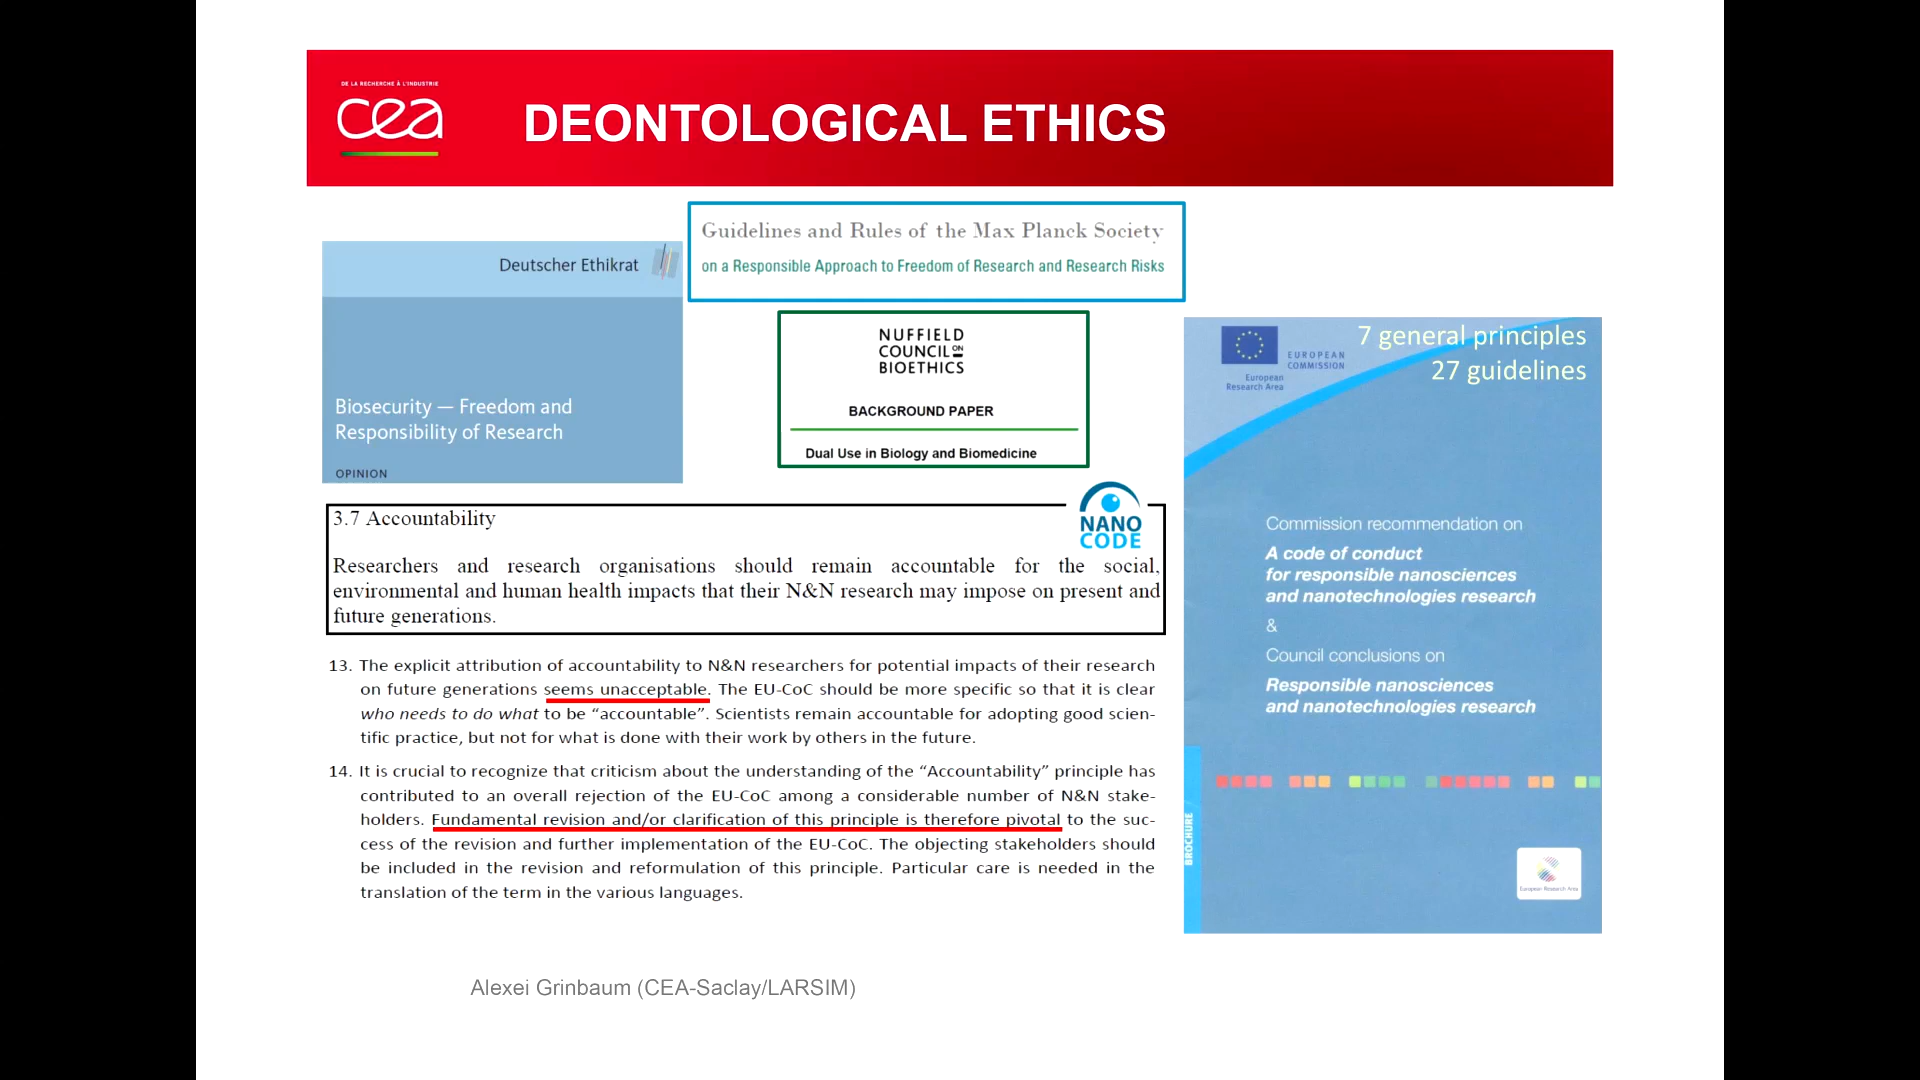 DE LA RECHERCHE À L'INDUSTRIE
cea
DEONTOLOGICAL ETHICS
Guidelines and Rules of the Max Planck Society
on a Responsible Approach to Freedom of Research and Research Risks
Deutscher Ethikrat
Biosecurity — Freedom and
Responsibility of Research
OPINION
NUFFIELD
COUNCIL ON
BIOETHICS
BACKGROUND PAPER
Dual Use in Biology and Biomedicine
7 general principles
27 guidelines
EUROPEAN
COMMISSION
European
Research Area
Commission recommendation on
A code of conduct
for responsible nanosciences
and nanotechnologies research
&
Council conclusions on
Responsible nanosciences
and nanotechnologies research
BROCHURE
European Research Area
NANO
CODE
3.7 Accountability
Researchers and research organisations should remain accountable for the social,
environmental and human health impacts that their N&N research may impose on present and
future generations.
13. The explicit attribution of accountability to N&N researchers for potential impacts of their research
on future generations seems unacceptable. The EU-CoC should be more specific so that it is clear
who needs to do what to be “accountable”. Scientists remain accountable for adopting good scien-
tific practice, but not for what is done with their work by others in the future.
14. It is crucial to recognize that criticism about the understanding of the “Accountability” principle has
contributed to an overall rejection of the EU-CoC among a considerable number of N&N stake-
holders. Fundamental revision and/or clarification of this principle is therefore pivotal to the suc-
cess of the revision and further implementation of the EU-CoC. The objecting stakeholders should
be included in the revision and reformulation of this principle. Particular care is needed in the
translation of the term in the various languages.
Alexei Grinbaum (CEA-Saclay/LARSIM)